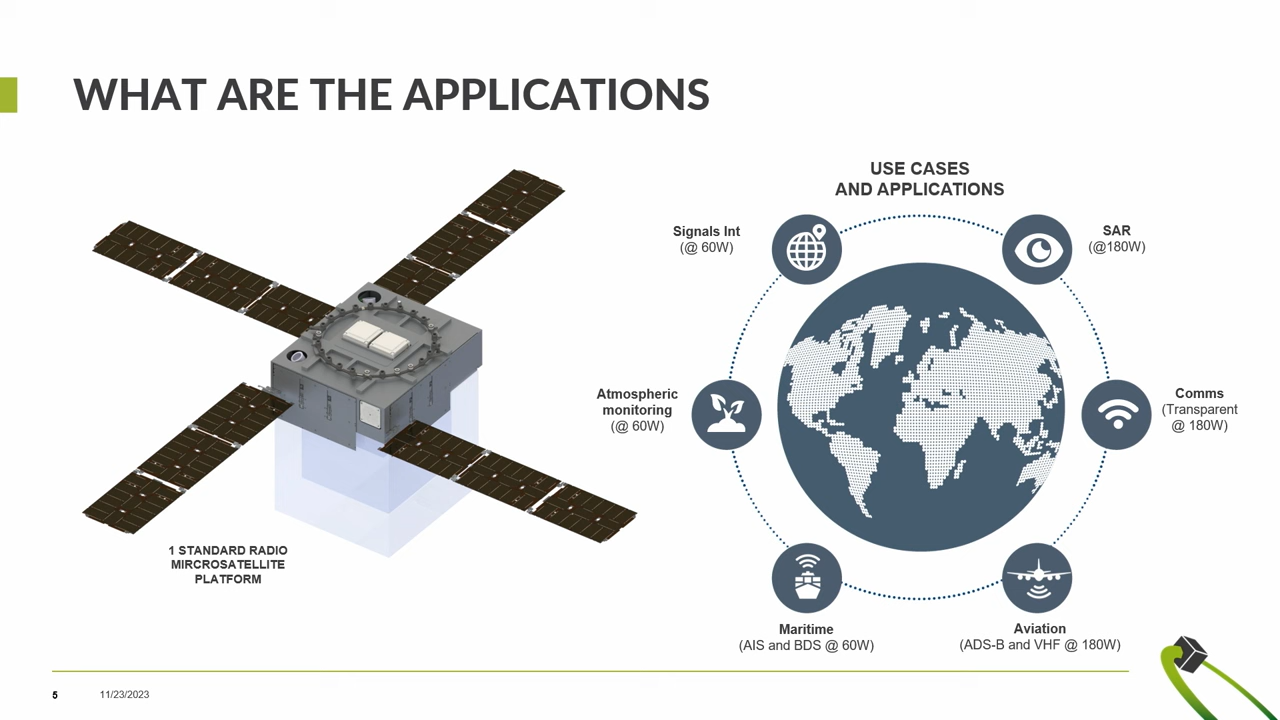 WHAT ARE THE APPLICATIONS
USE CASES
AND APPLICATIONS
Signals Int
(@ 60W)
SAR
(@180W)
Atmospheric
monitoring
(@ 60W)
Comms
(Transparent
@ 180W)
1 STANDARD RADIO
MIRCROSATELLITE
PLATFORM
Maritime
(AIS and BDS @ 60W)
Aviation
(ADS-B and VHF @ 180W)
5
11/23/2023